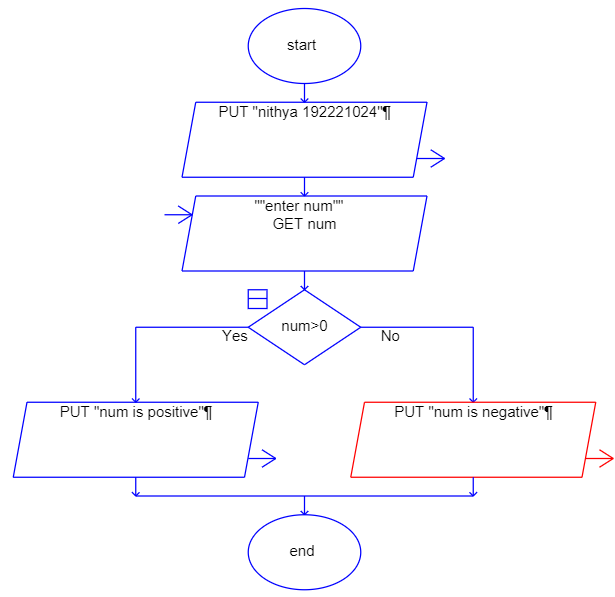 start
PUT "nithya 192221024"¶
""enter num""
GET num
num>0
Yes
No
PUT "num is positive"¶
PUT "num is negative"¶
end